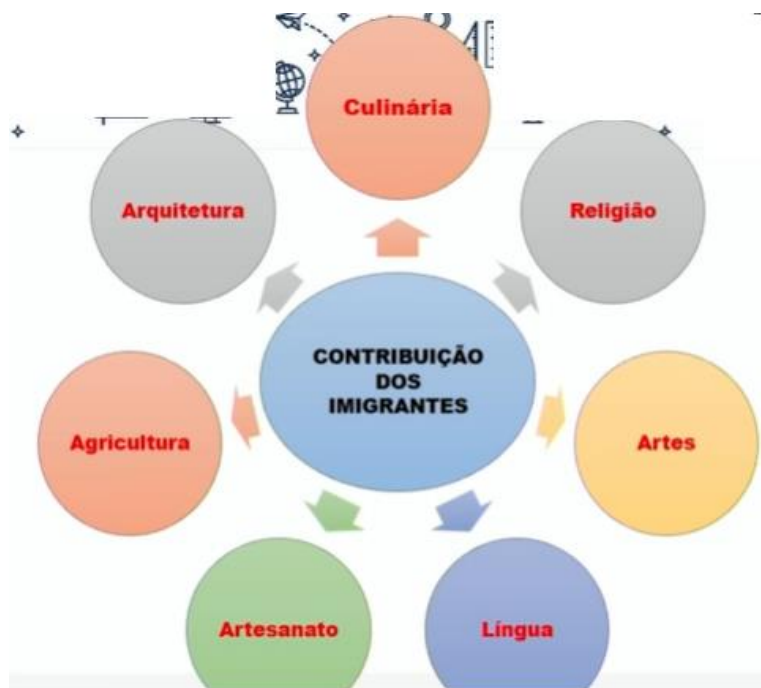 Culinária
Arquitetura
Religião
CONTRIBUIÇÃO
DOS
IMIGRANTES
Agricultura
Artes
Artesanato
Língua